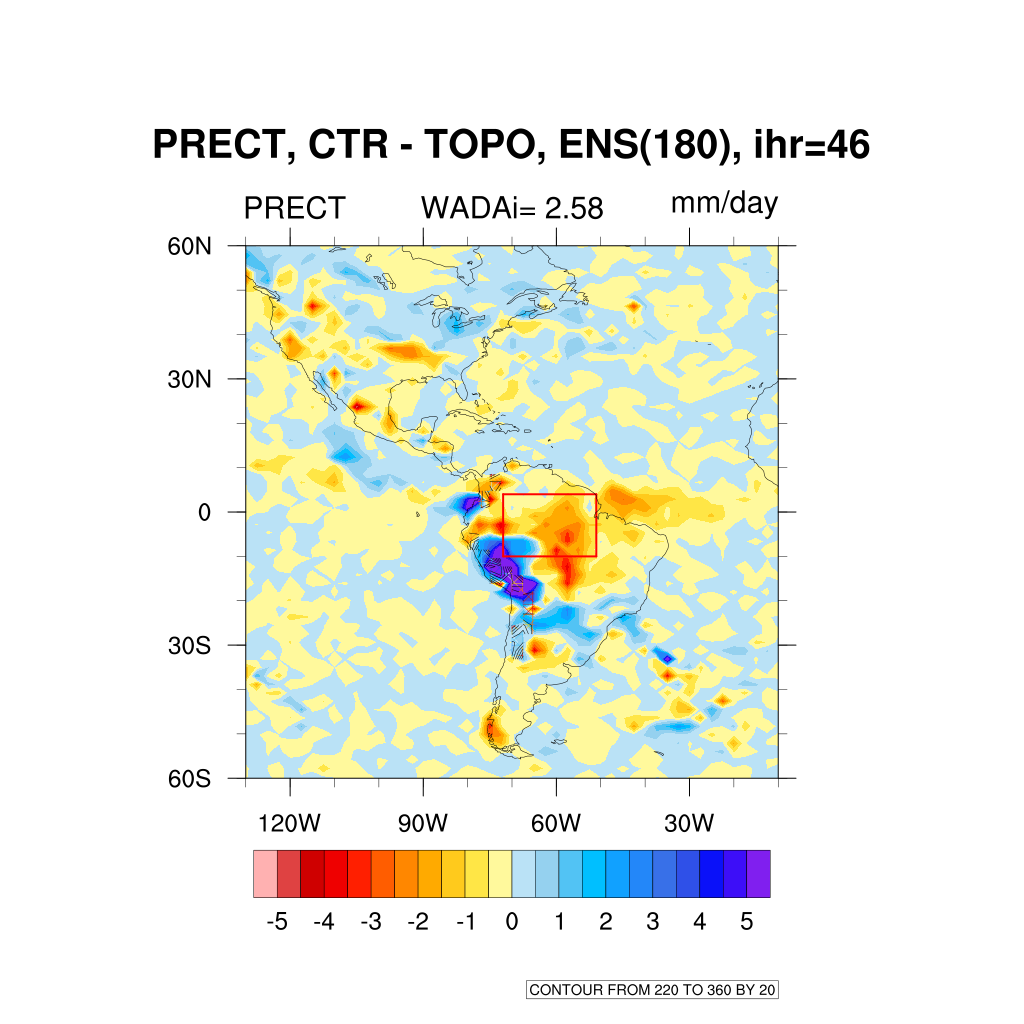 PRECT, CTR - TOPO, ENS(180), ihr=46
PRECT WADAi= 2.58 mm/day
60N
30N
0
30S
60S
120W 90W 60W 30W
-5 -4 -3 -2 -1 0 1 2 3 4 5
CONTOUR FROM 220 TO 360 BY 20